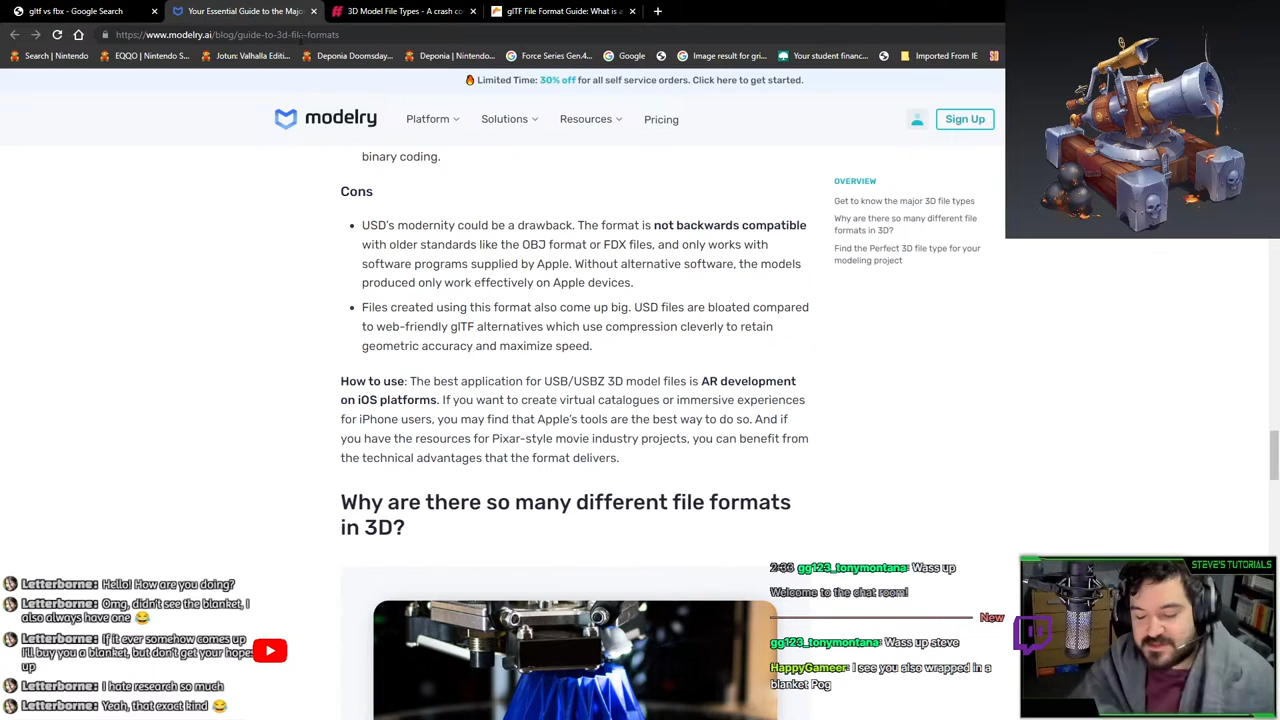 gltf vs fbx - Google Search
Your Essential Guide to the Majo
3D Model File Types - A crash co
glTF File Format Guide: What is a
https://www.modelry.ai/blog/guide-to-3d-file-formats
Search | Nintendo
EQQO | Nintendo S...
Jotun: Valhalla Editi...
Deponia Doomsday...
Deponia | Nintendo...
Force Series Gen.4...
Google
Image result for gri...
Your student financ...
Imported From IE
Limited Time: 30% off for all self service orders. Click here to get started.
modelry
Platform
Solutions
Resources
Pricing
Sign Up
binary coding.
Cons
• USD's modernity could be a drawback. The format is not backwards compatible
with older standards like the OBJ format or FDX files, and only works with
software programs supplied by Apple. Without alternative software, the models
produced only work effectively on Apple devices.
• Files created using this format also come up big. USD files are bloated compared
to web-friendly glTF alternatives which use compression cleverly to retain
geometric accuracy and maximize speed.
How to use: The best application for USB/USBZ 3D model files is AR development
on iOS platforms. If you want to create virtual catalogues or immersive experiences
for iPhone users, you may find that Apple's tools are the best way to do so. And if
you have the resources for Pixar-style movie industry projects, you can benefit from
the technical advantages that the format delivers.
Why are there so many different file formats
in 3D?
OVERVIEW
Get to know the major 3D file types
Why are there so many different file
formats in 3D?
Find the Perfect 3D file type for your
modeling project
Letterborne: Hello! How are you doing?
Letterborne: Omg, didn't see the blanket, I
also always have one 😂
Letterborne: If it ever somehow comes up
I'll buy you a blanket, but don't get your hopes
up
Letterborne: I hate research so much
Letterborne: Yeah, that exact kind 😂
2:33 gg123_tonymontana: Wass up
Welcome to the chat room!
New
gg123_tonymontana: Wass up steve
HappyGameer: I see you also wrapped in a
blanket Pog
STEVE'S TUTORIALS